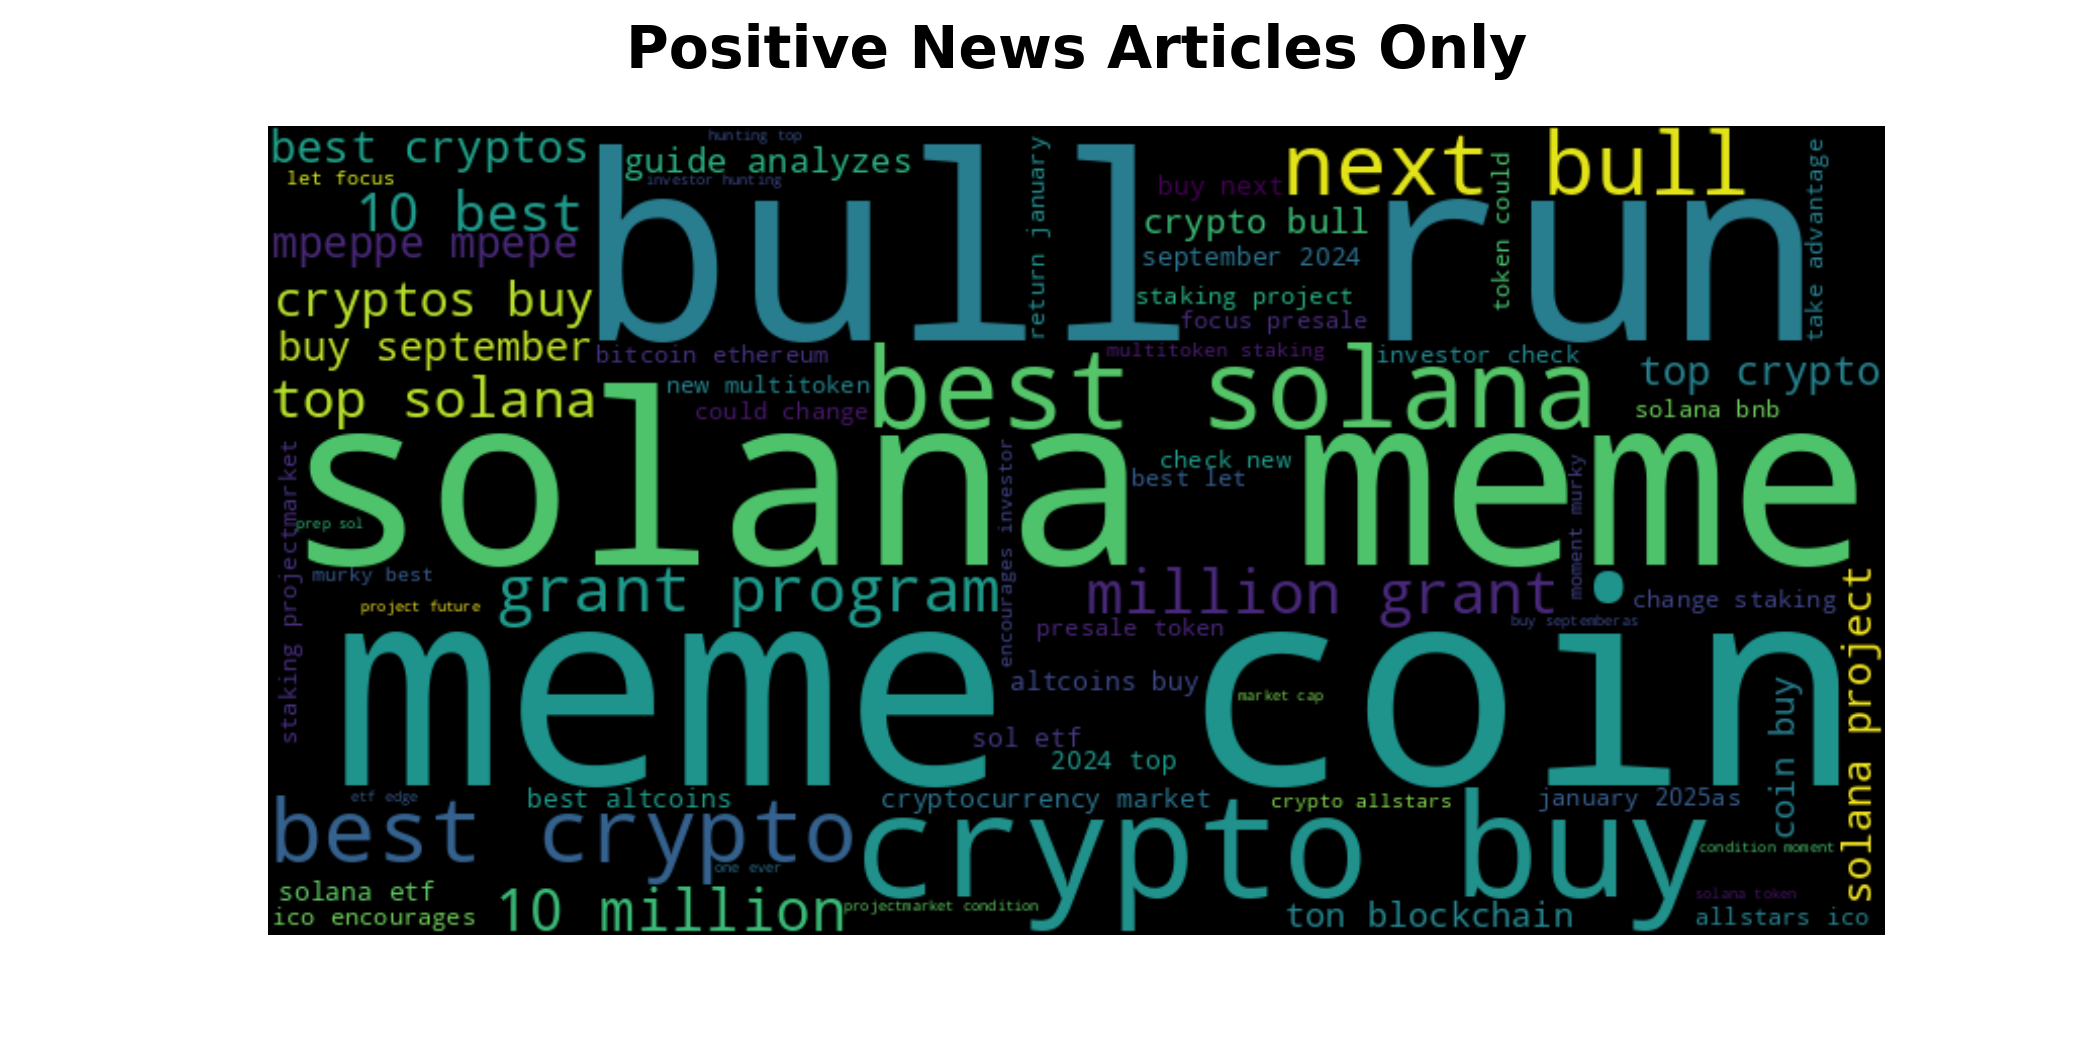 Positive News Articles Only
best cryptos
hunting top
guide analyzes
let focus
investor hunting
10 best
mpeppe mpepe
bull run
return january
buy next
next bull
crypto bull
token could
take advantage
september 2024
staking project
focus presale
cryptos buy
buy september
bitcoin ethereum
multitoken staking
investor check
top crypto
top solana
new multitoken
could change
best solana
solana bnb
solana meme
check new
best let
staking projectmarket
prep sol
encourages investor
moment murky
murky best
project future
grant program
million grant
change staking
buy septemberas
presale token
meme coin
altcoins buy
market cap
sol etf
2024 top
coin buy
solana project
etf edge
best altcoins
cryptocurrency market
crypto allstars
january 2025as
best crypto
crypto buy
condition moment
one ever
solana etf
ico encourages
10 million
projectmarket condition
ton blockchain
solana token
allstars ico